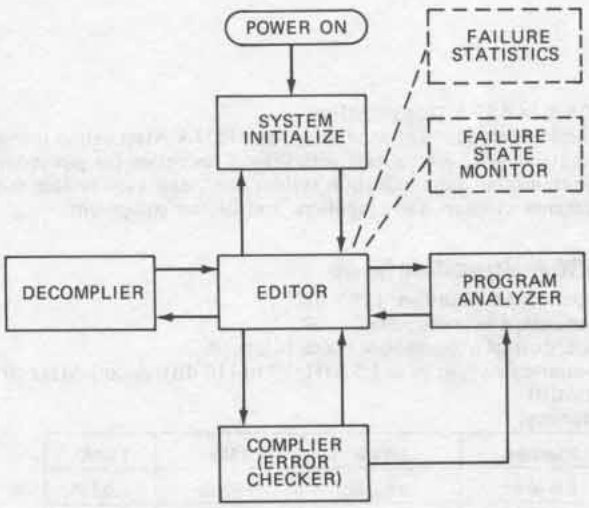 POWER ON
FAILURE
STATISTICS
SYSTEM
INITIALIZE
FAILURE
STATE
MONITOR
DECOMPLIER
EDITOR
PROGRAM
ANALYZER
COMPLIER
(ERROR
CHECKER)